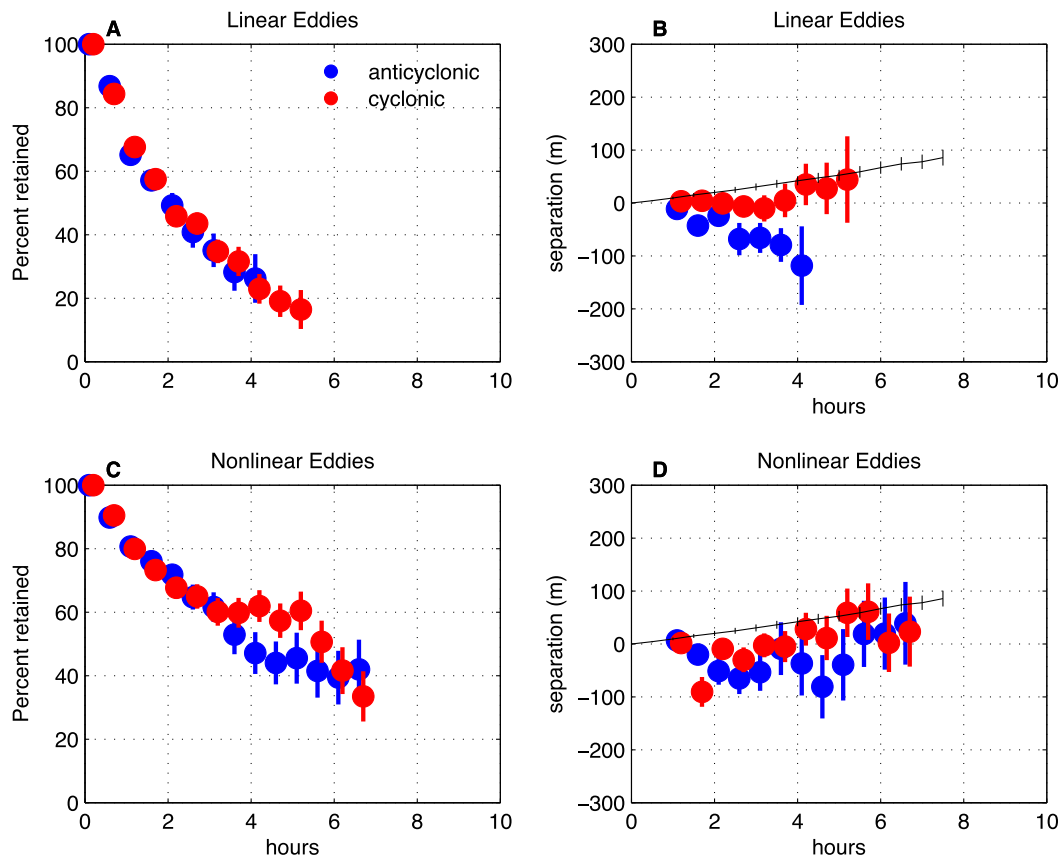 A Linear Eddies
100
80
60
40
20
0
Percent retained
anticyclonic
cyclonic
0 2 4 6 8 10
B Linear Eddies
300
200
100
0
−100
−200
−300
separation (m)
0 2 4 6 8 10
hours
C Nonlinear Eddies
100
80
60
40
20
0
Percent retained
0 2 4 6 8 10
hours
D Nonlinear Eddies
300
200
100
0
−100
−200
−300
separation (m)
0 2 4 6 8 10
hours